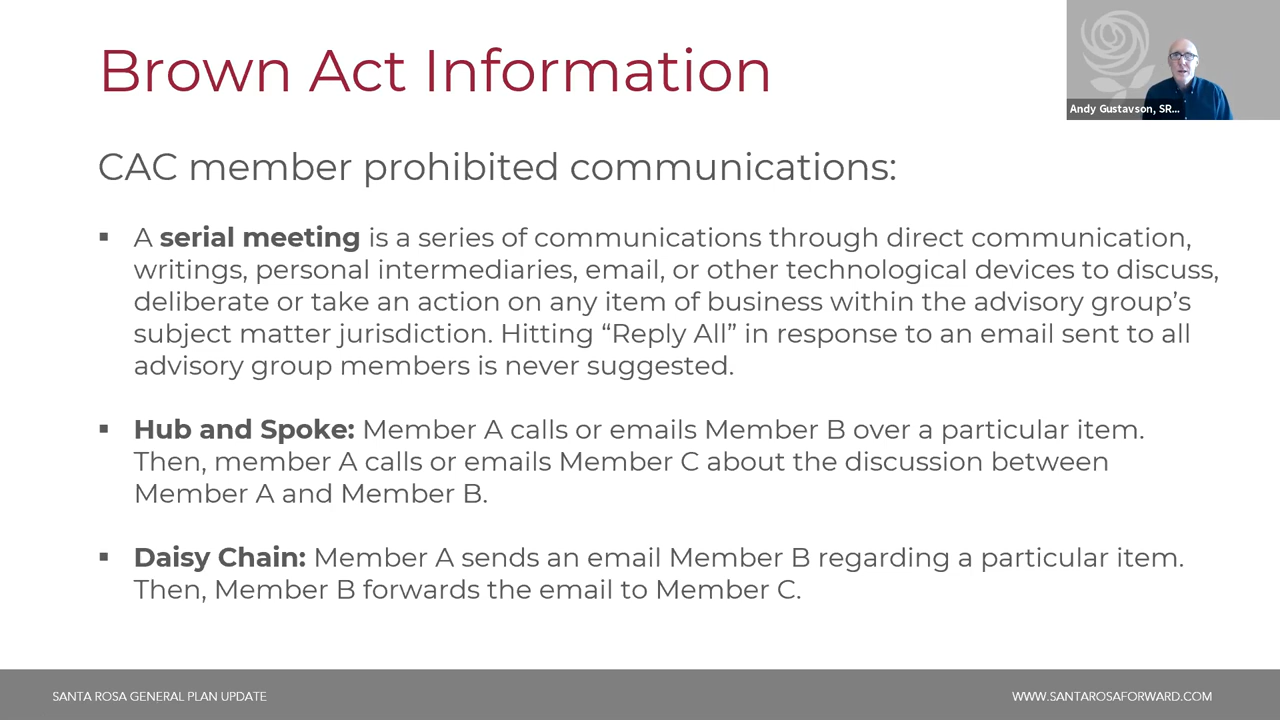 Brown Act Information
Andy Gustavson, SR...
CAC member prohibited communications:
▪ A serial meeting is a series of communications through direct communication,
writings, personal intermediaries, email, or other technological devices to discuss,
deliberate or take an action on any item of business within the advisory group’s
subject matter jurisdiction. Hitting “Reply All” in response to an email sent to all
advisory group members is never suggested.
▪ Hub and Spoke: Member A calls or emails Member B over a particular item.
Then, member A calls or emails Member C about the discussion between
Member A and Member B.
▪ Daisy Chain: Member A sends an email Member B regarding a particular item.
Then, Member B forwards the email to Member C.
SANTA ROSA GENERAL PLAN UPDATE
WWW.SANTAROSAFORWARD.COM